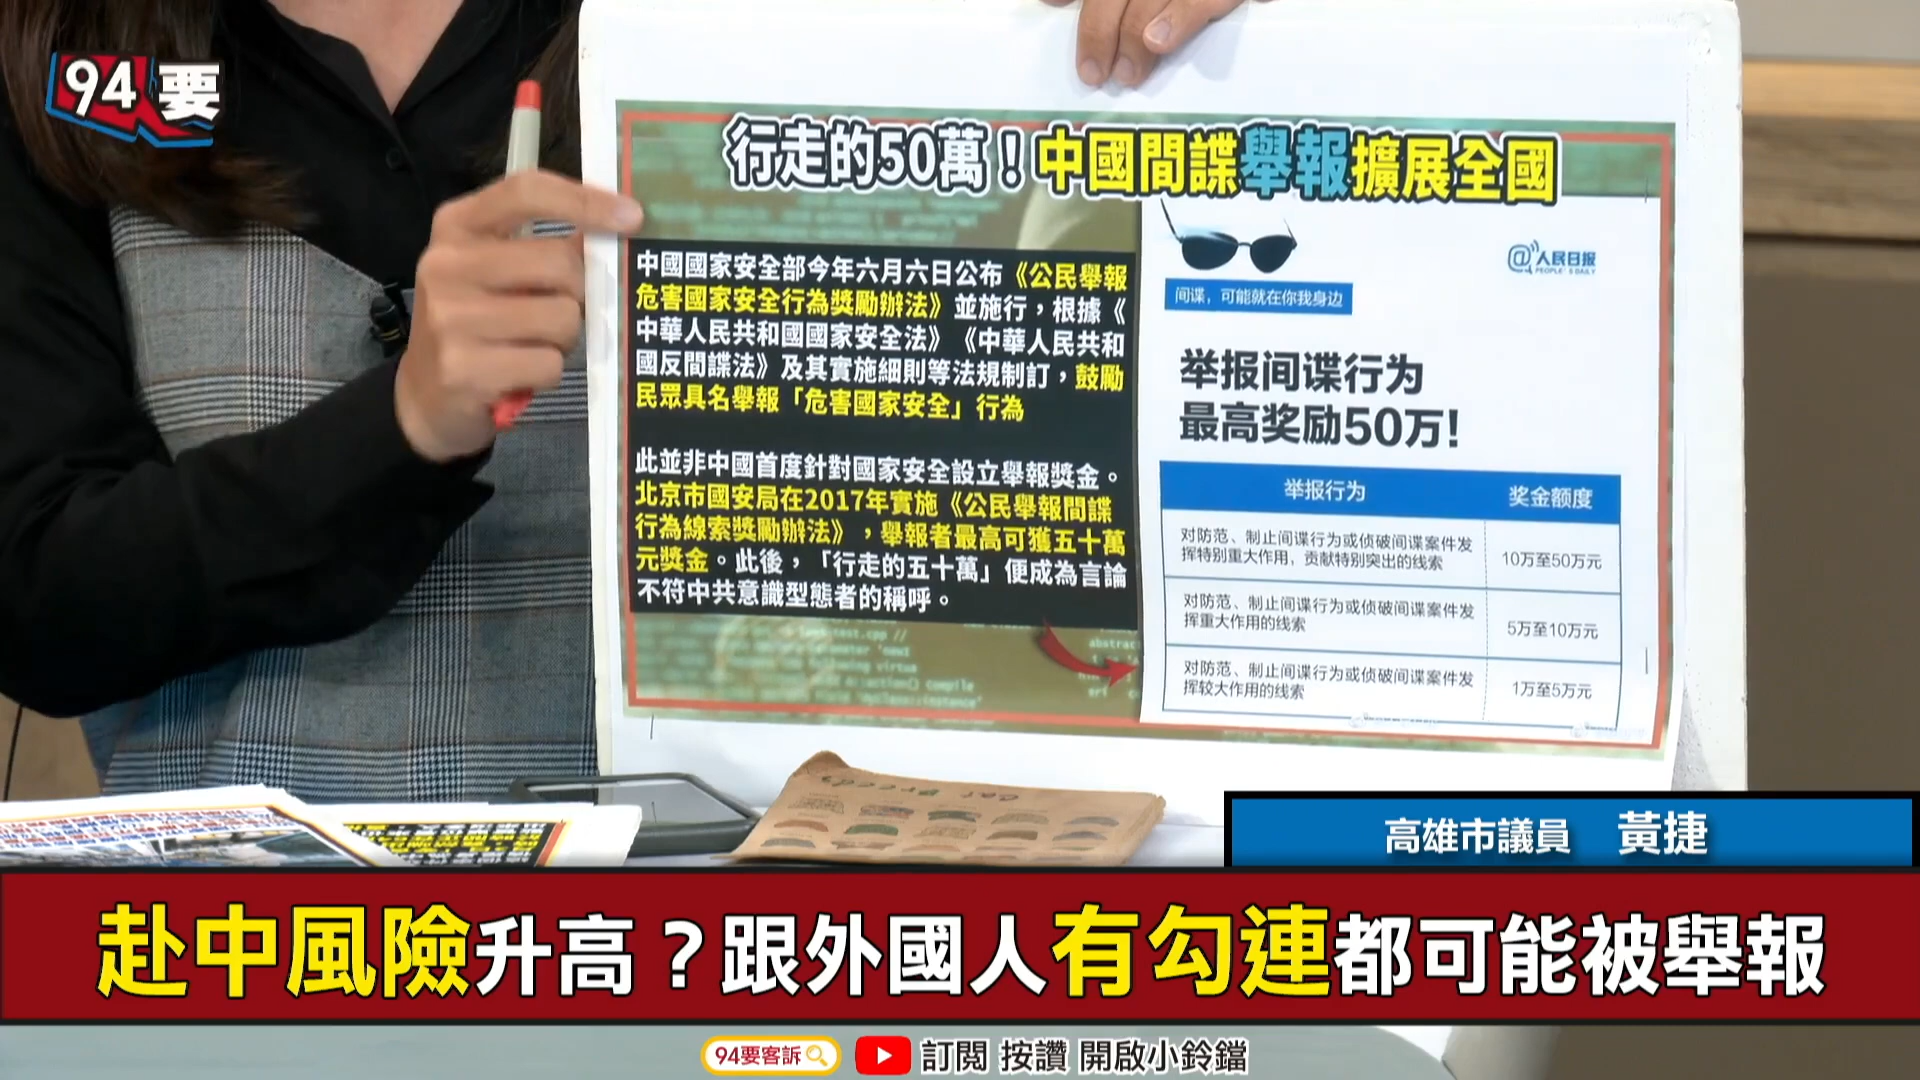 94要
行走的50萬！中國間諜舉報擴展全國
中國國家安全部今年六月六日公布《公民舉報
危害國家安全行為獎勵辦法》並施行，根據《
中華人民共和國國家安全法》《中華人民共和
國反間諜法》及其實施細則等法規制訂，鼓勵
民眾具名舉報「危害國家安全」行為
此並非中國首度針對國家安全設立舉報獎金。
北京市國安局在2017年實施《公民舉報間諜
行為線索獎勵辦法》，舉報者最高可獲五十萬
元獎金。此後，「行走的五十萬」便成為言論
不符中共意識型態者的稱呼。
@人民日报
PEOPLE'S DAILY
间谍，可能就在你我身边
举报间谍行为
最高奖励50万!
举报行为 奖金额度
对防范、制止间谍行为或侦破间谍案件发
挥特别重大作用，贡献特别突出的线索 10万至50万元
对防范、制止间谍行为或侦破间谍案件发
挥重大作用的线索 5万至10万元
对防范、制止间谍行为或侦破间谍案件发
挥较大作用的线索 1万至5万元
Car Breeds
高雄市議員 黃捷
赴中風險升高？跟外國人有勾連都可能被舉報
94要客訴
訂閱 按讚 開啟小鈴鐺